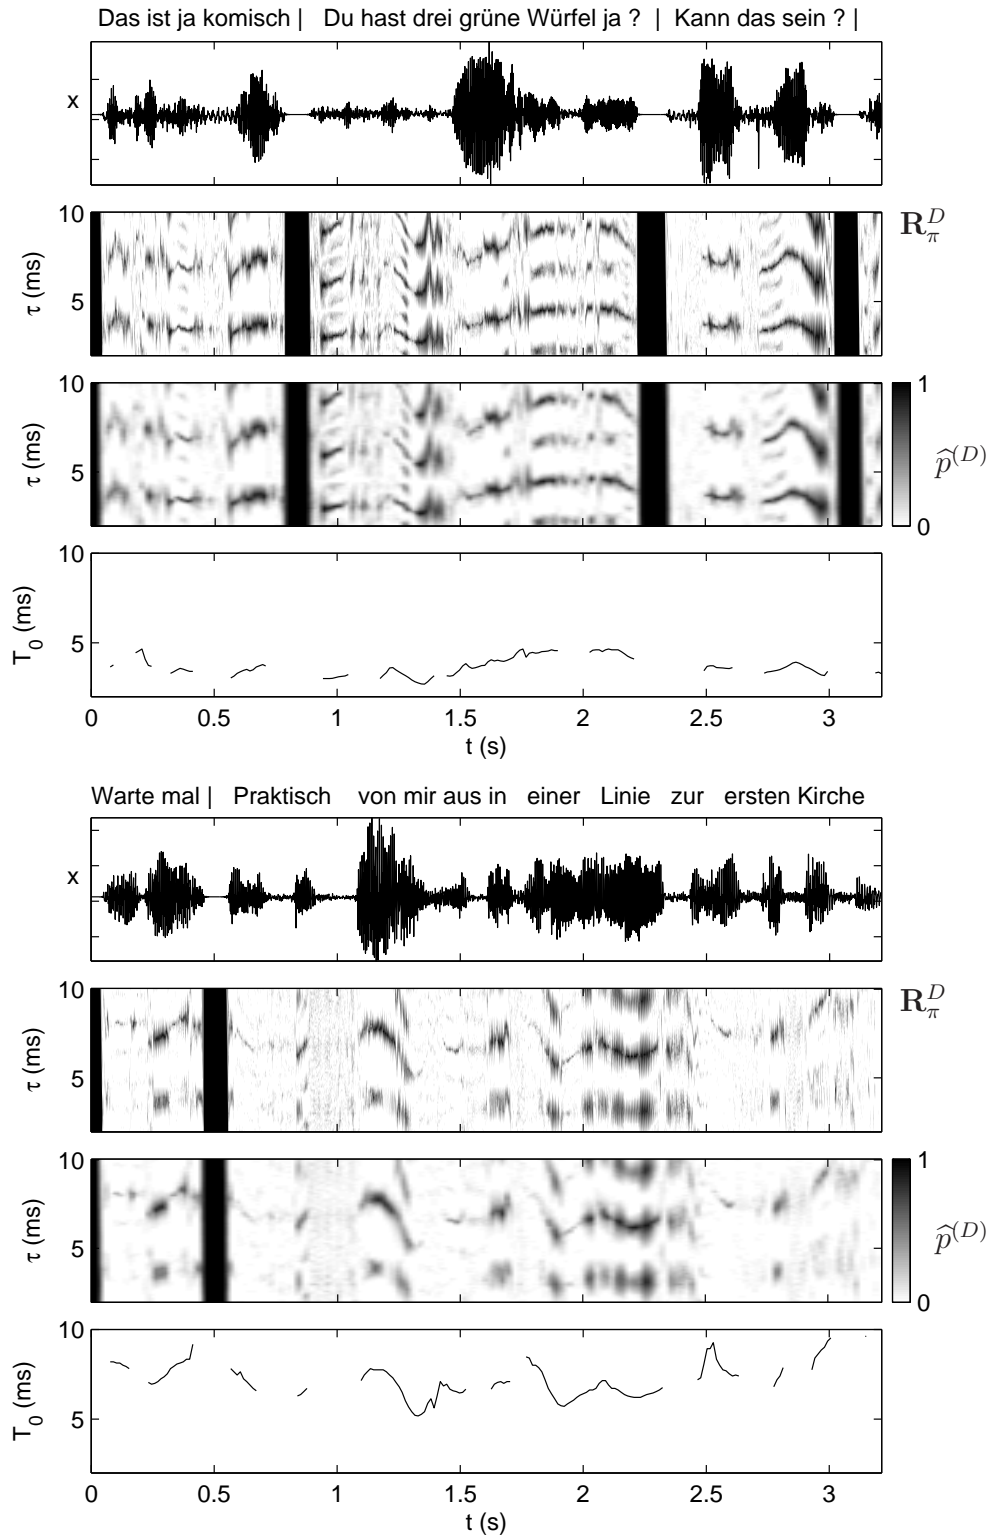 Das ist ja komisch | Du hast drei grüne Würfel ja ? | Kann das sein ? |
x
10
5
τ (ms)
R_π^D
10
5
τ (ms)
1
0
p̂^(D)
10
5
T_0 (ms)
0 0.5 1 1.5 2 2.5 3
t (s)
Warte mal | Praktisch von mir aus in einer Linie zur ersten Kirche
x
10
5
τ (ms)
R_π^D
10
5
τ (ms)
1
0
p̂^(D)
10
5
T_0 (ms)
0 0.5 1 1.5 2 2.5 3
t (s)